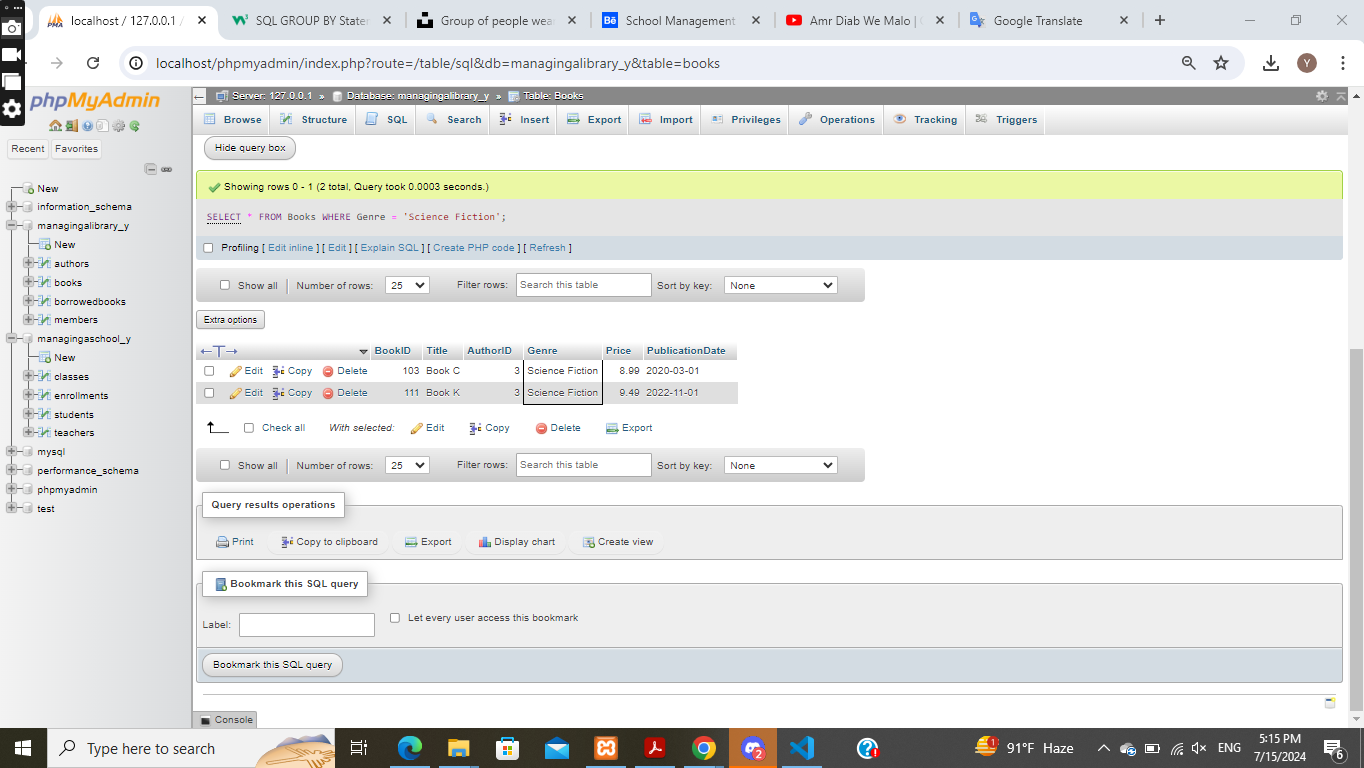 localhost / 127.0.0.1 /
SQL GROUP BY Stater
Group of people wea
School Management
Amr Diab We Malo |
Google Translate
localhost/phpmyadmin/index.php?route=/table/sql&db=managingalibrary_y&table=books
Y
phpMyAdmin
Recent Favorites
New
information_schema
managingalibrary_y
New
authors
books
borrowedbooks
members
managingaschool_y
New
classes
enrollments
students
teachers
mysql
performance_schema
phpmyadmin
test
Server: 127.0.0.1 » Database: managingalibrary_y » Table: Books
Browse Structure SQL Search Insert Export Import Privileges Operations Tracking Triggers
Hide query box
Showing rows 0 - 1 (2 total, Query took 0.0003 seconds.)
SELECT * FROM Books WHERE Genre = 'Science Fiction';
Profiling [ Edit inline ] [ Edit ] [ Explain SQL ] [ Create PHP code ] [ Refresh ]
Show all Number of rows: 25 Filter rows: Search this table Sort by key: None
Extra options
BookID Title AuthorID Genre Price PublicationDate
Edit Copy Delete 103 Book C 3 Science Fiction 8.99 2020-03-01
Edit Copy Delete 111 Book K 3 Science Fiction 9.49 2022-11-01
Check all With selected: Edit Copy Delete Export
Show all Number of rows: 25 Filter rows: Search this table Sort by key: None
Query results operations
Print Copy to clipboard Export Display chart Create view
Bookmark this SQL query
Label: Let every user access this bookmark
Bookmark this SQL query
Console
Type here to search
91°F Haze
ENG
5:15 PM
7/15/2024
6